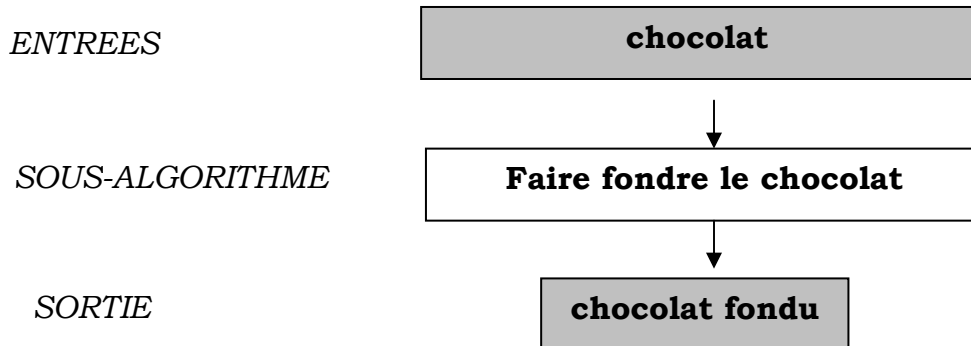 ENTREES
chocolat
SOUS-ALGORITHME
Faire fondre le chocolat
SORTIE
chocolat fondu